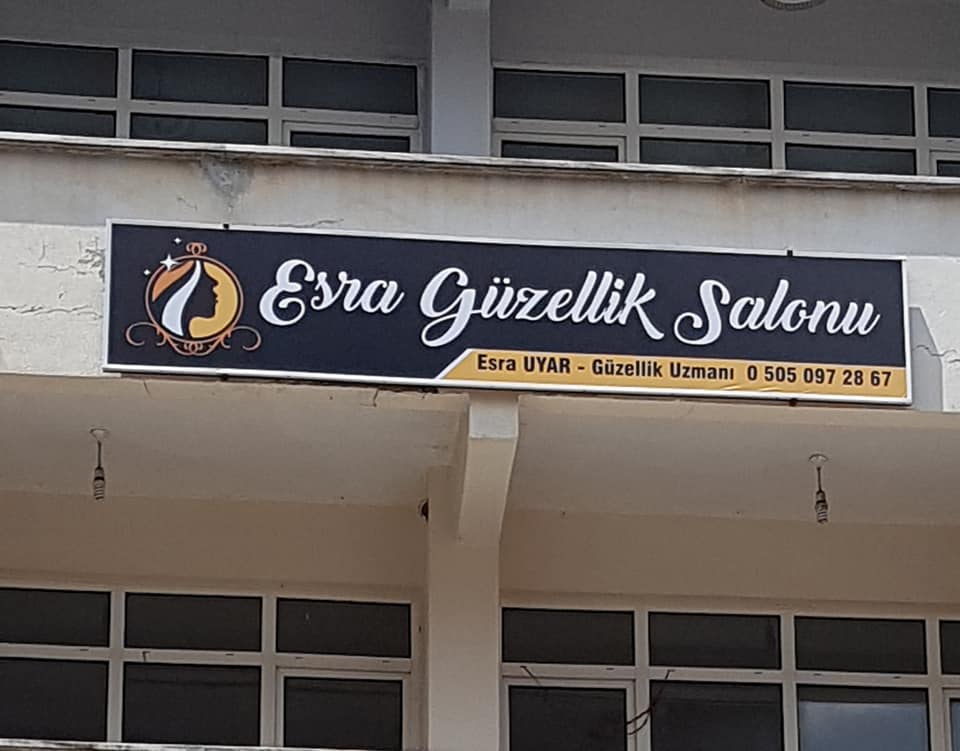 Esra Güzellik Salonu
Esra UYAR - Güzellik Uzmanı 0 505 097 28 67